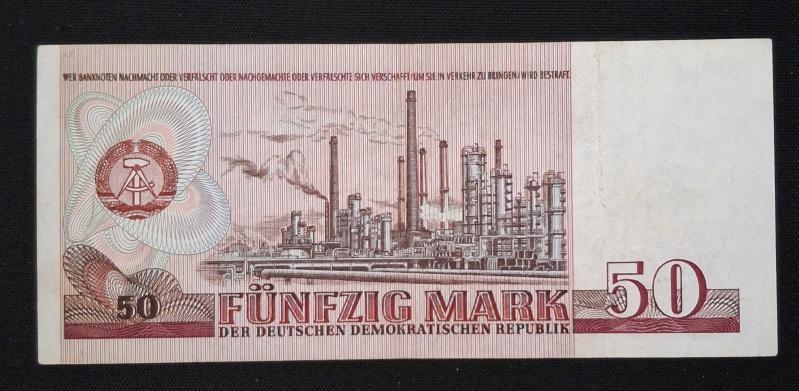 WER BANKNOTEN NACHMACHT ODER VERFÄLSCHT ODER NACHGEMACHTE ODER VERFÄLSCHTE SICH VERSCHAFFT/UM SIE IN VERKEHR ZU BRINGEN/WIRD BESTRAFT.
50
FÜNFZIG MARK
50
DER DEUTSCHEN DEMOKRATISCHEN REPUBLIK